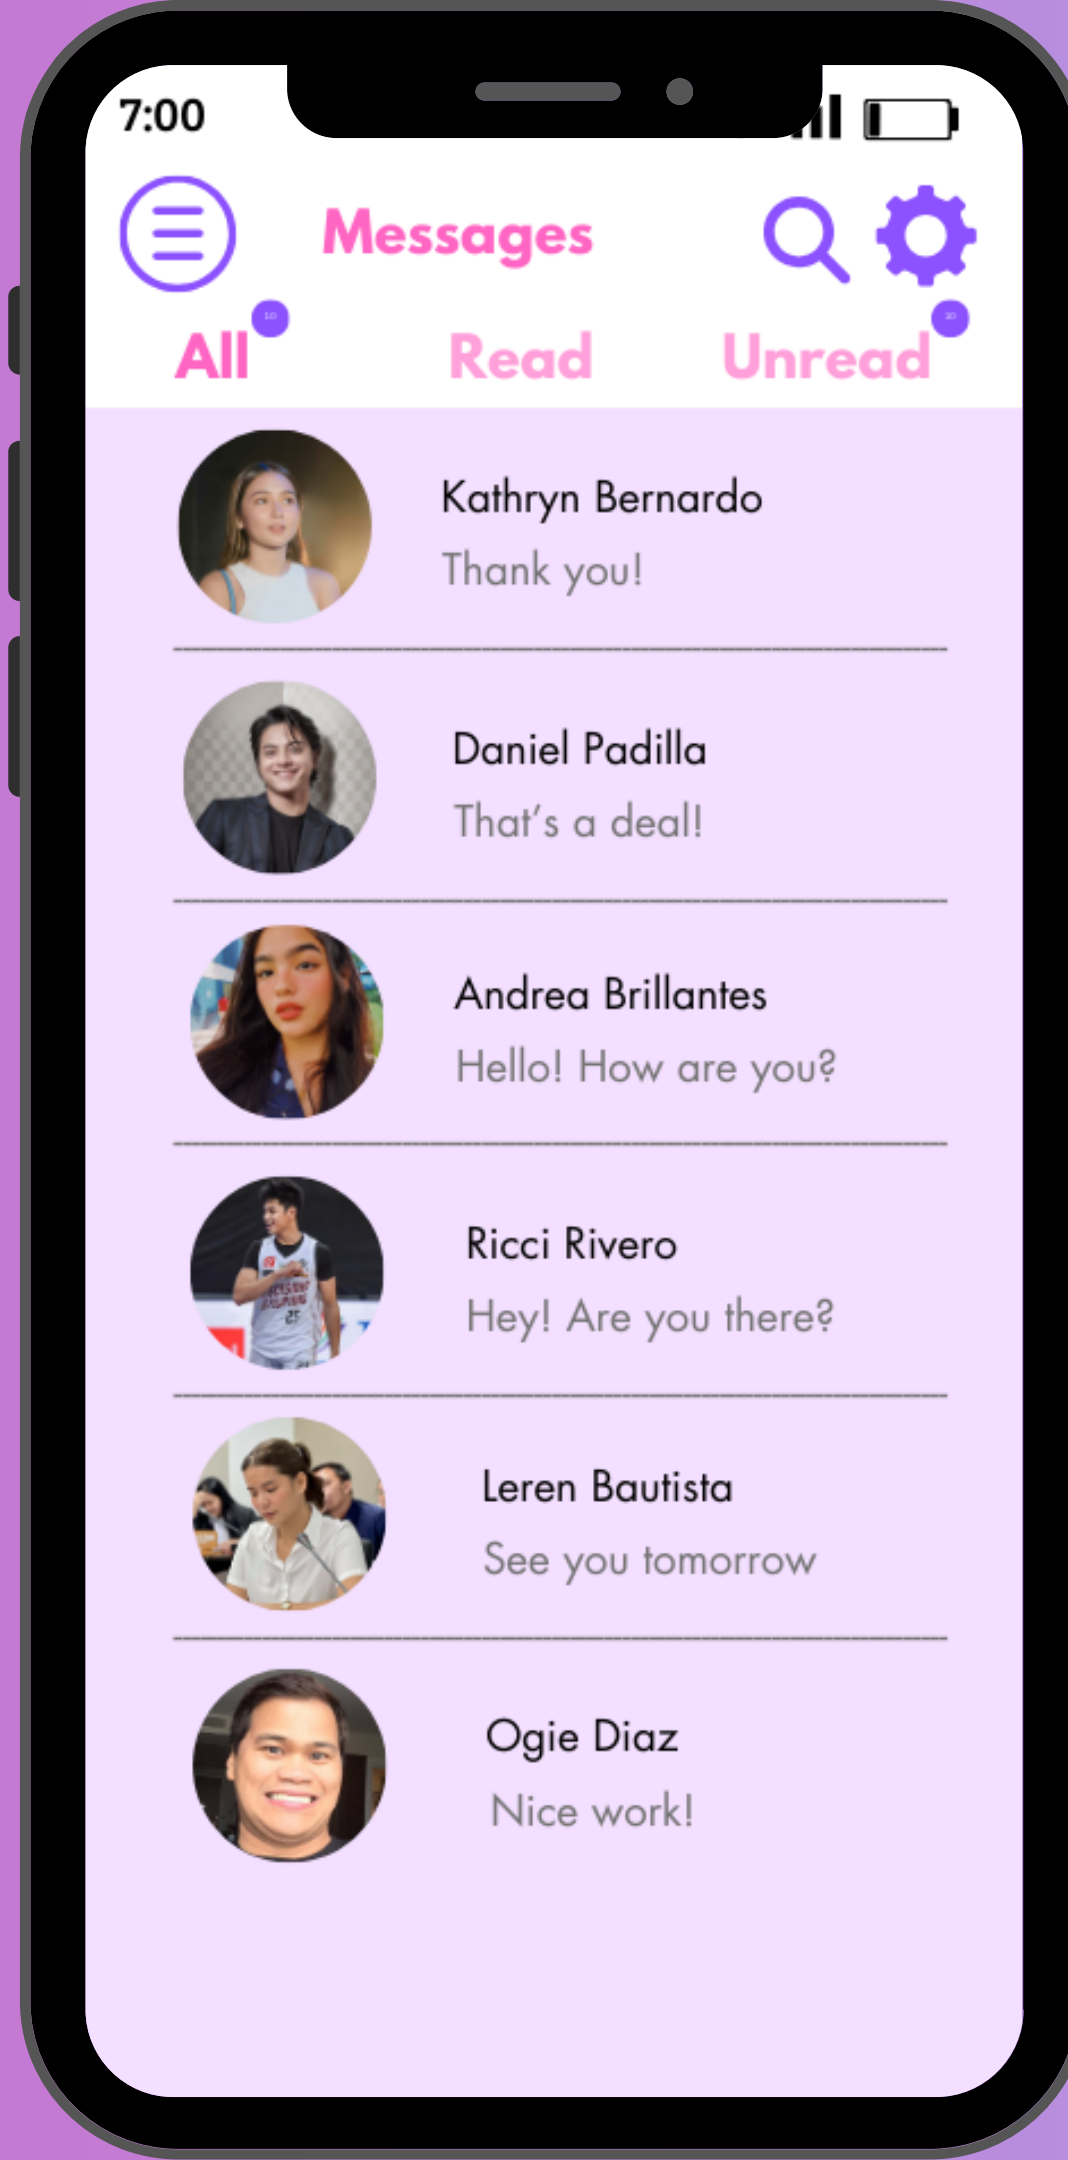 7:00
Messages
All
Read
Unread
Kathryn Bernardo
Thank you!
Daniel Padilla
That's a deal!
Andrea Brillantes
Hello! How are you?
Ricci Rivero
Hey! Are you there?
Leren Bautista
See you tomorrow
Ogie Diaz
Nice work!